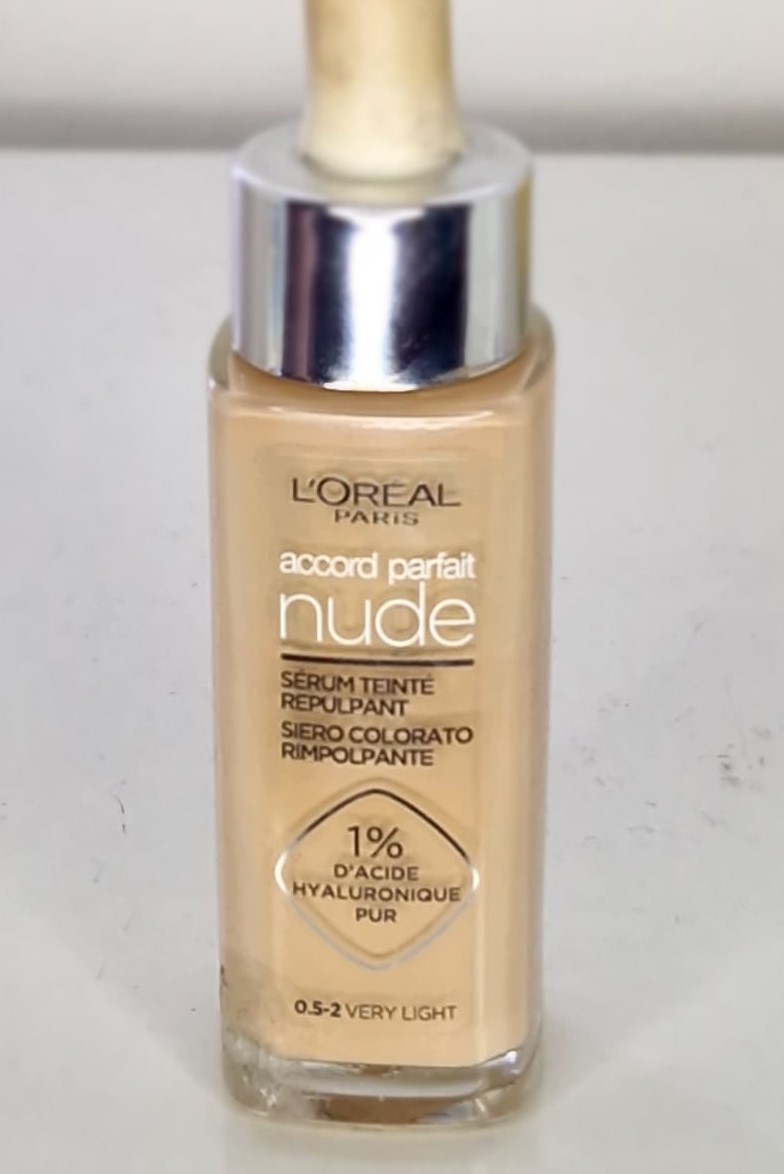 L'ORÉAL
PARIS
accord parfait
nude
SÉRUM TEINTÉ
REPULPANT
SIERO COLORATO
RIMPOLPANTE
1%
D'ACIDE
HYALURONIQUE
PUR
0.5-2 VERY LIGHT